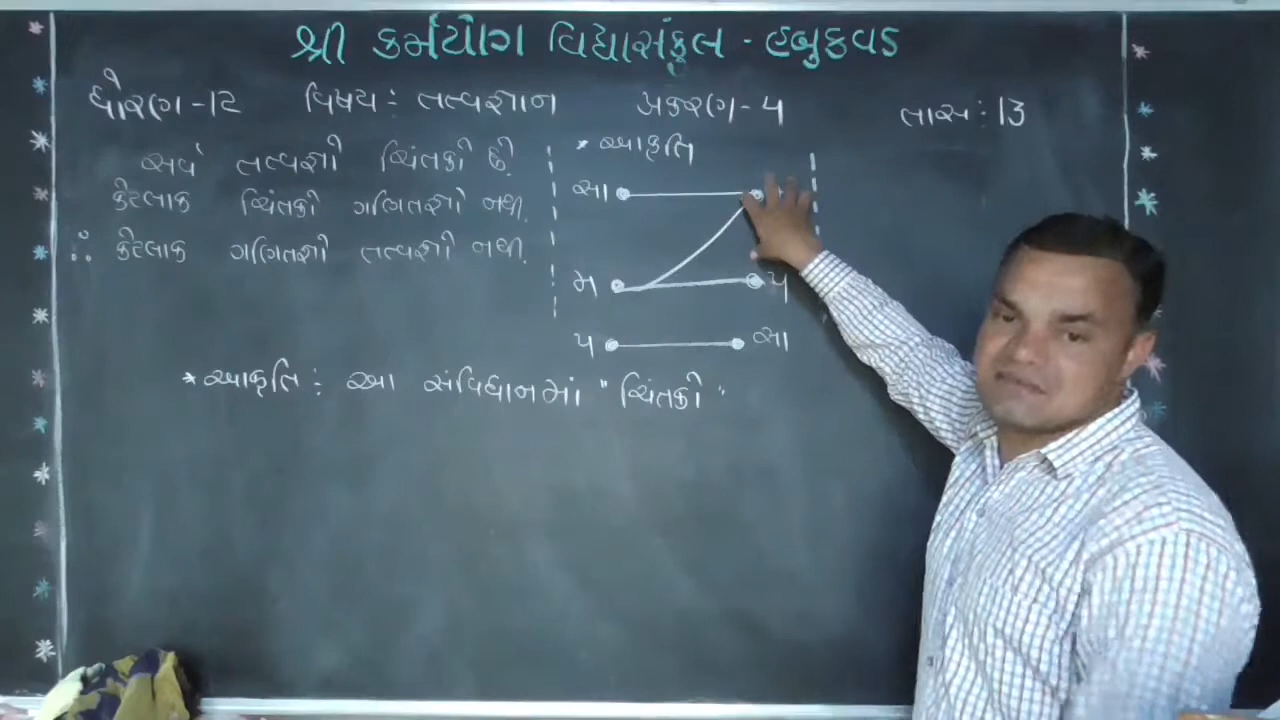 શ્રી કર્મયોગ વિદ્યાસંકુલ - હબુકવડ
ધોરણ - 12 વિષય : તત્વજ્ઞાન પ્રકરણ - 4 તાસ : 13
સર્વ તત્વજ્ઞો ચિંતકો છે.
કેટલાક ચિંતકો ગણિતજ્ઞો નથી.
∴ કેટલાક ગણિતજ્ઞો તત્વજ્ઞો નથી.
* આકૃતિ
સા
મ પ
પ સા
* આકૃતિ : આ સંવિધાનમાં "ચિંતકો"